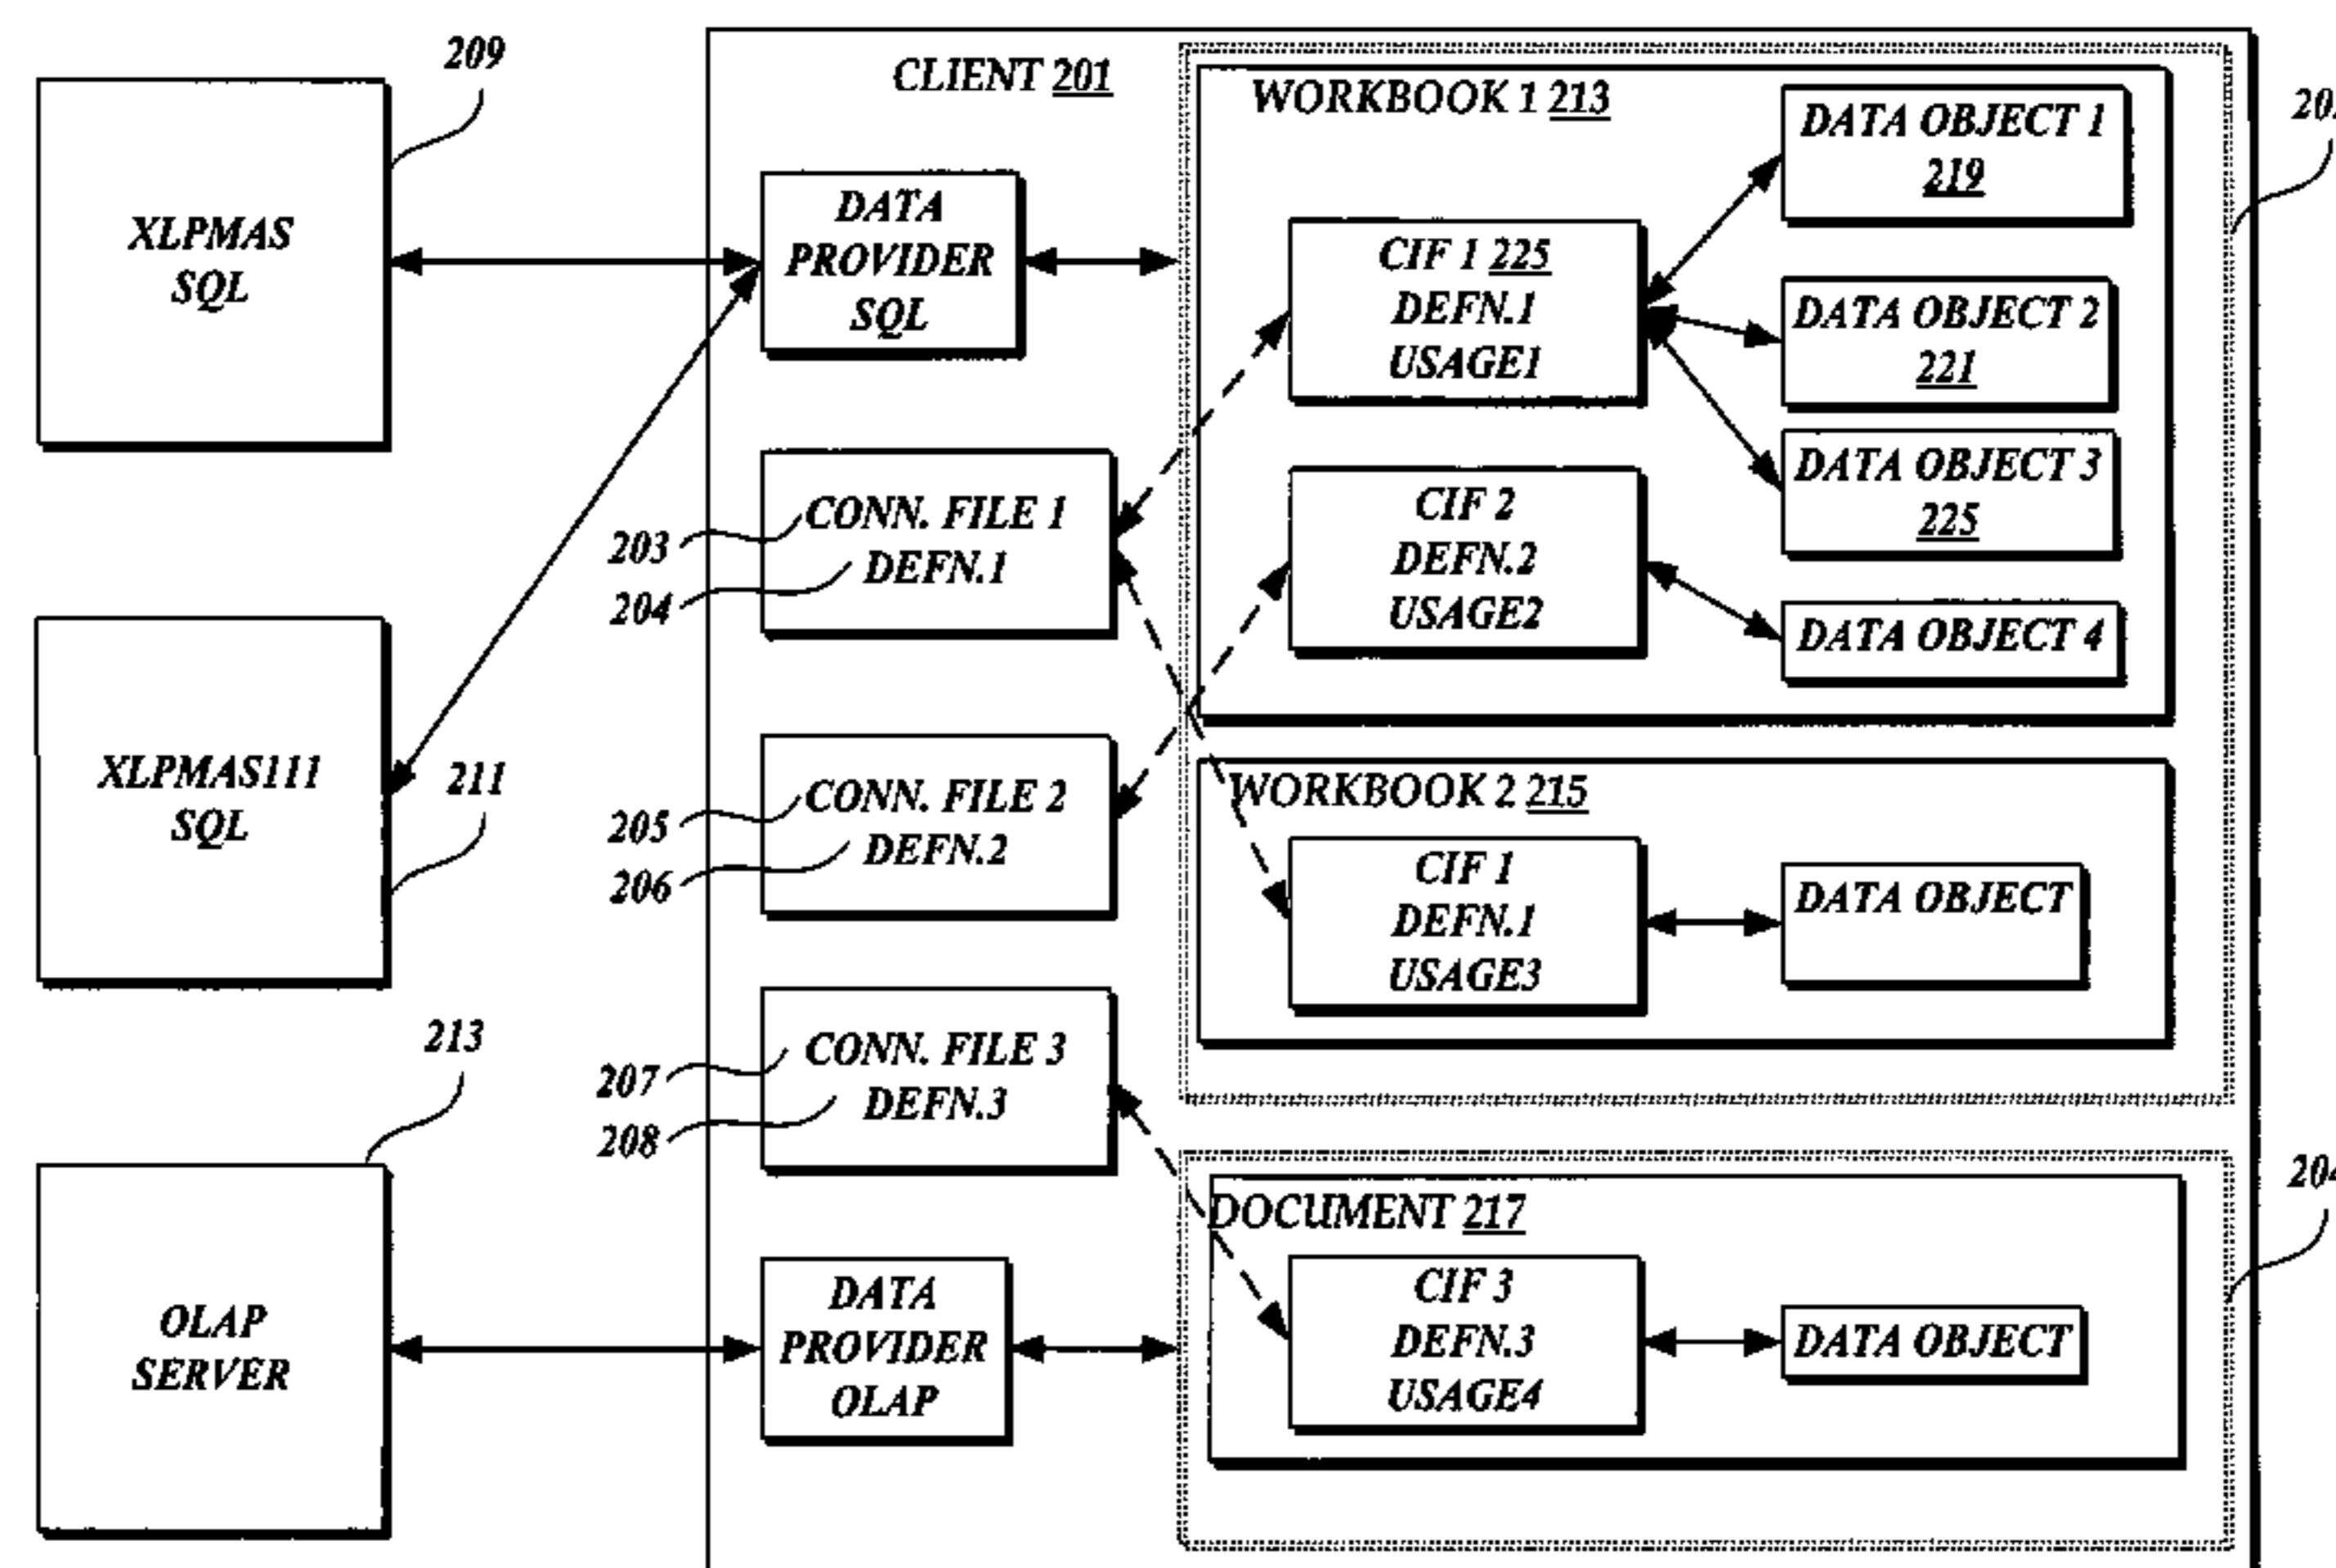 209
XLPMAS
SQL
XLPMAS111
SQL
211
213
OLAP
SERVER
CLIENT 201
DATA
PROVIDER
SQL
CONN. FILE 1
DEFN.1
203
204
CONN. FILE 2
DEFN.2
205
206
CONN. FILE 3
DEFN.3
207
208
DATA
PROVIDER
OLAP
WORKBOOK 1 213
CIF 1 225
DEFN.1
USAGE1
CIF 2
DEFN.2
USAGE2
DATA OBJECT 1
219
DATA OBJECT 2
221
DATA OBJECT 3
225
DATA OBJECT 4
WORKBOOK 2 215
CIF 1
DEFN.1
USAGE3
DATA OBJECT
DOCUMENT 217
CIF 3
DEFN.3
USAGE4
DATA OBJECT
204